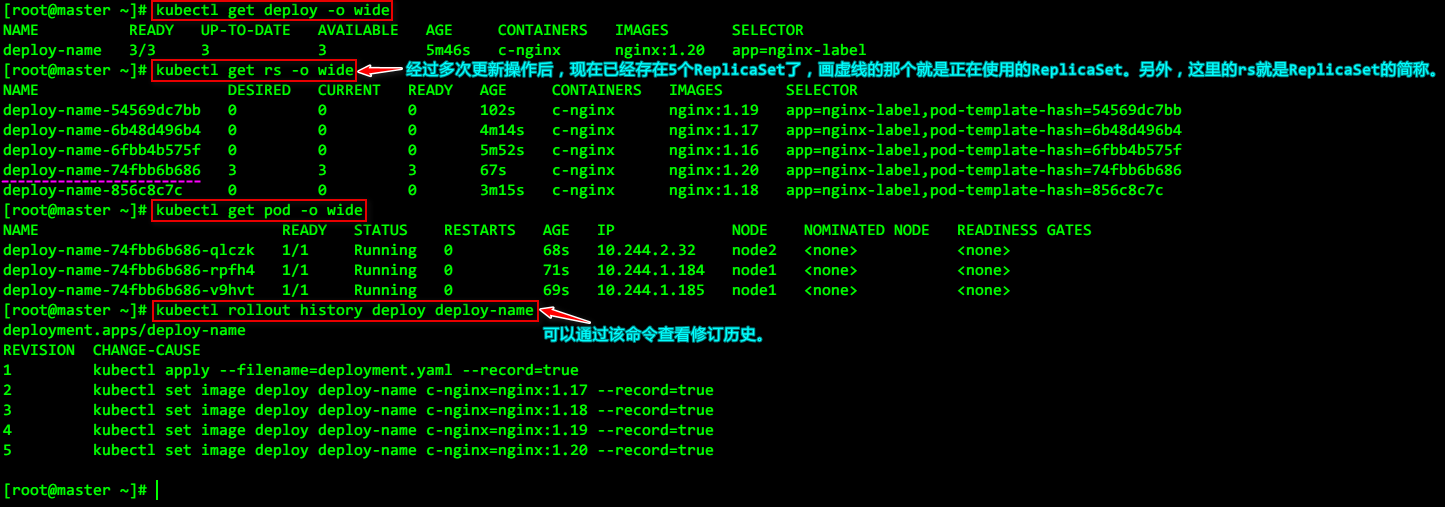 [root@master ~]# kubectl get deploy -o wide
NAME READY UP-TO-DATE AVAILABLE AGE CONTAINERS IMAGES SELECTOR
deploy-name 3/3 3 3 5m46s c-nginx nginx:1.20 app=nginx-label
[root@master ~]# kubectl get rs -o wide 经过多次更新操作后，现在已经存在5个ReplicaSet了，画虚线的那个就是正在使用的ReplicaSet。另外，这里的rs就是ReplicaSet的简称。
NAME DESIRED CURRENT READY AGE CONTAINERS IMAGES SELECTOR
deploy-name-54569dc7bb 0 0 0 102s c-nginx nginx:1.19 app=nginx-label,pod-template-hash=54569dc7bb
deploy-name-6b48d496b4 0 0 0 4m14s c-nginx nginx:1.17 app=nginx-label,pod-template-hash=6b48d496b4
deploy-name-6fbb4b575f 0 0 0 5m52s c-nginx nginx:1.16 app=nginx-label,pod-template-hash=6fbb4b575f
deploy-name-74fbb6b686 3 3 3 67s c-nginx nginx:1.20 app=nginx-label,pod-template-hash=74fbb6b686
deploy-name-856c8c7c 0 0 0 3m15s c-nginx nginx:1.18 app=nginx-label,pod-template-hash=856c8c7c
[root@master ~]# kubectl get pod -o wide
NAME READY STATUS RESTARTS AGE IP NODE NOMINATED NODE READINESS GATES
deploy-name-74fbb6b686-qlczk 1/1 Running 0 68s 10.244.2.32 node2 <none> <none>
deploy-name-74fbb6b686-rpfh4 1/1 Running 0 71s 10.244.1.184 node1 <none> <none>
deploy-name-74fbb6b686-v9hvt 1/1 Running 0 69s 10.244.1.185 node1 <none> <none>
[root@master ~]# kubectl rollout history deploy deploy-name
deployment.apps/deploy-name 可以通过该命令查看修订历史。
REVISION CHANGE-CAUSE
1 kubectl apply --filename=deployment.yaml --record=true
2 kubectl set image deploy deploy-name c-nginx=nginx:1.17 --record=true
3 kubectl set image deploy deploy-name c-nginx=nginx:1.18 --record=true
4 kubectl set image deploy deploy-name c-nginx=nginx:1.19 --record=true
5 kubectl set image deploy deploy-name c-nginx=nginx:1.20 --record=true
[root@master ~]#